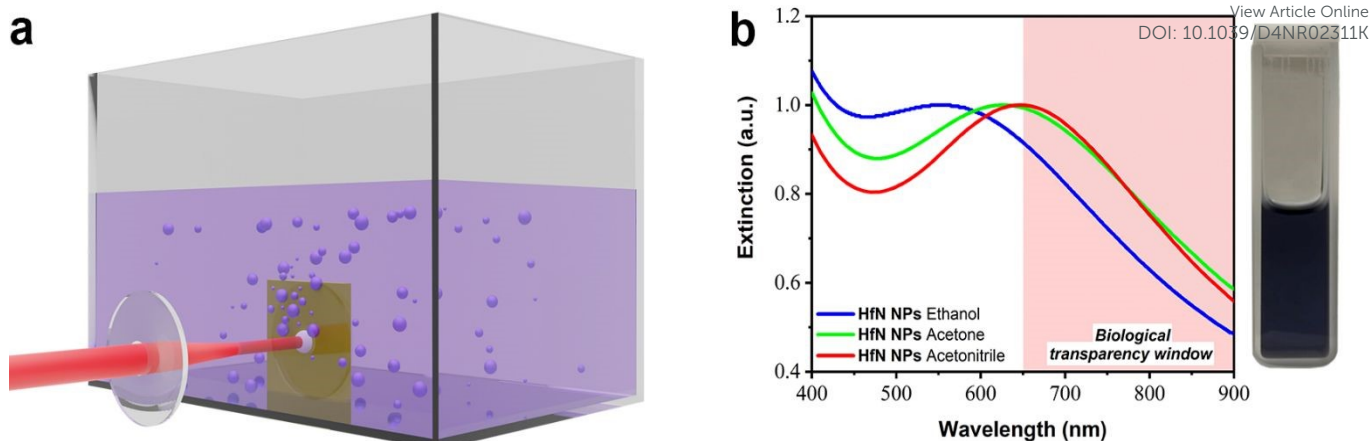 View Article Online
DOI: 10.1039/D4NR02311K
a
b
1.2
1.0
0.8
0.6
0.4
Extinction (a.u.)
HfN NPs Ethanol
HfN NPs Acetone
HfN NPs Acetonitrile
Biological
transparency window
400 500 600 700 800 900
Wavelength (nm)